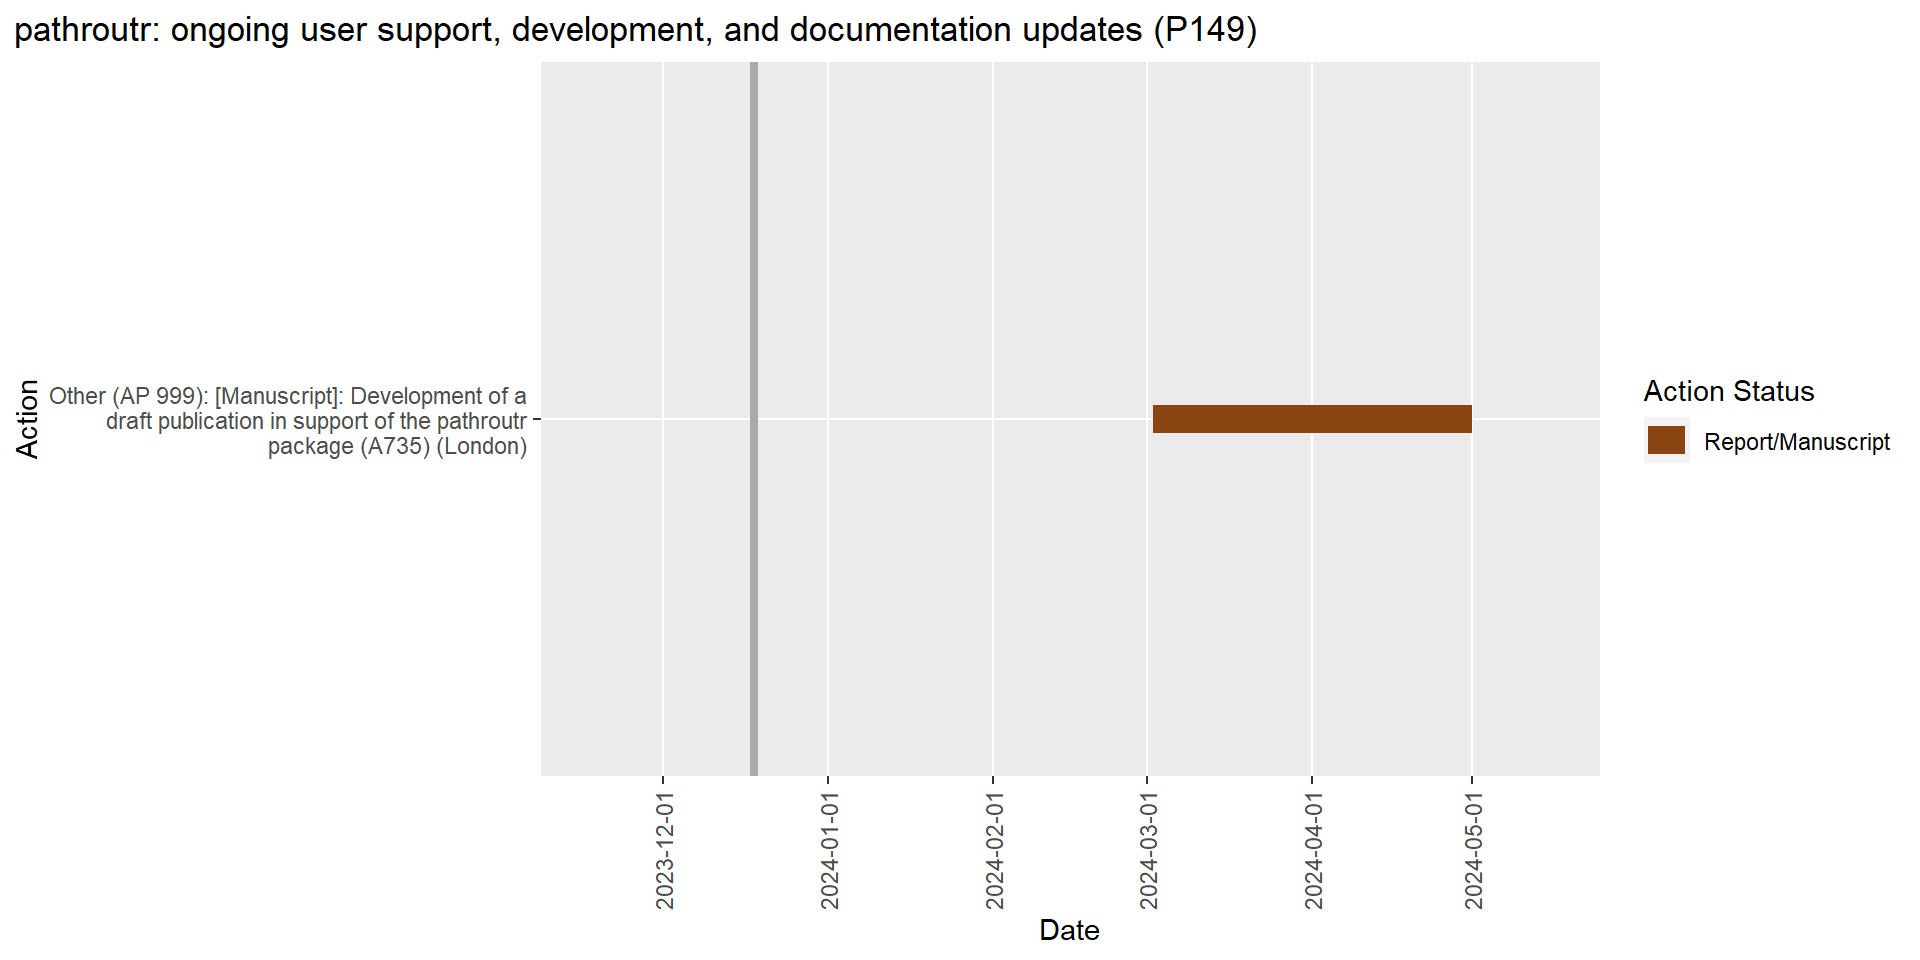 pathroutr: ongoing user support, development, and documentation updates (P149)
Action
Other (AP 999): [Manuscript]: Development of a
draft publication in support of the pathroutr
package (A735) (London)
Action Status
Report/Manuscript
2023-12-01
2024-01-01
2024-02-01
2024-03-01
2024-04-01
2024-05-01
Date